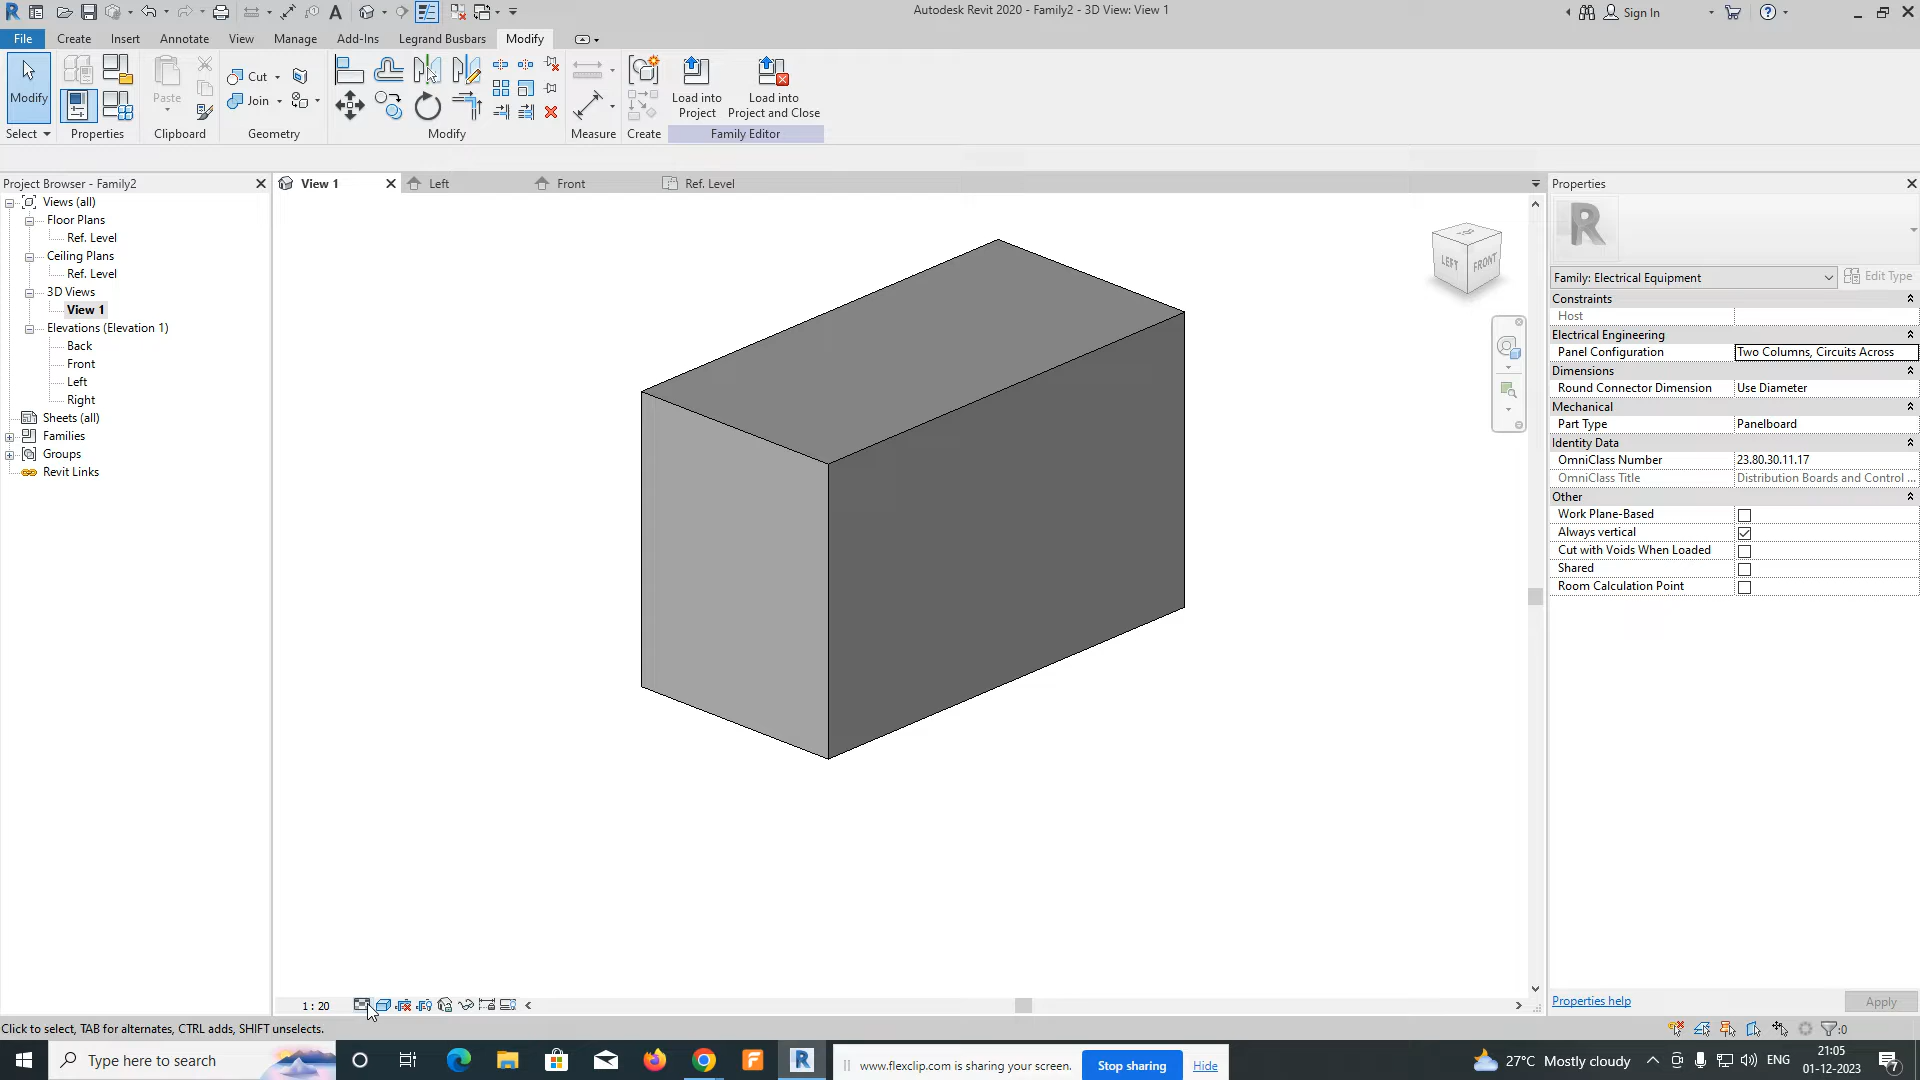 Autodesk Revit 2020 - Family2 - 3D View: View 1
Sign In
File Create Insert Annotate View Manage Add-Ins Legrand Busbars Modify
Modify
Paste
Cut
Join
Load into Project
Load into Project and Close
Select Properties Clipboard Geometry Modify Measure Create Family Editor
Project Browser - Family2
Views (all)
Floor Plans
Ref. Level
Ceiling Plans
Ref. Level
3D Views
View 1
Elevations (Elevation 1)
Back
Front
Left
Right
Sheets (all)
Families
Groups
Revit Links
View 1 Left Front Ref. Level
TOP
LEFT FRONT
Properties
R
Family: Electrical Equipment Edit Type
Constraints
Host
Electrical Engineering
Panel Configuration Two Columns, Circuits Across
Dimensions
Round Connector Dimension Use Diameter
Mechanical
Part Type Panelboard
Identity Data
OmniClass Number 23.80.30.11.17
OmniClass Title Distribution Boards and Control ...
Other
Work Plane-Based
Always vertical
Cut with Voids When Loaded
Shared
Room Calculation Point
Properties help Apply
1 : 20
Click to select, TAB for alternates, CTRL adds, SHIFT unselects.
:0
Type here to search
www.flexclip.com is sharing your screen. Stop sharing Hide
27°C Mostly cloudy ENG
21:05
01-12-2023
7